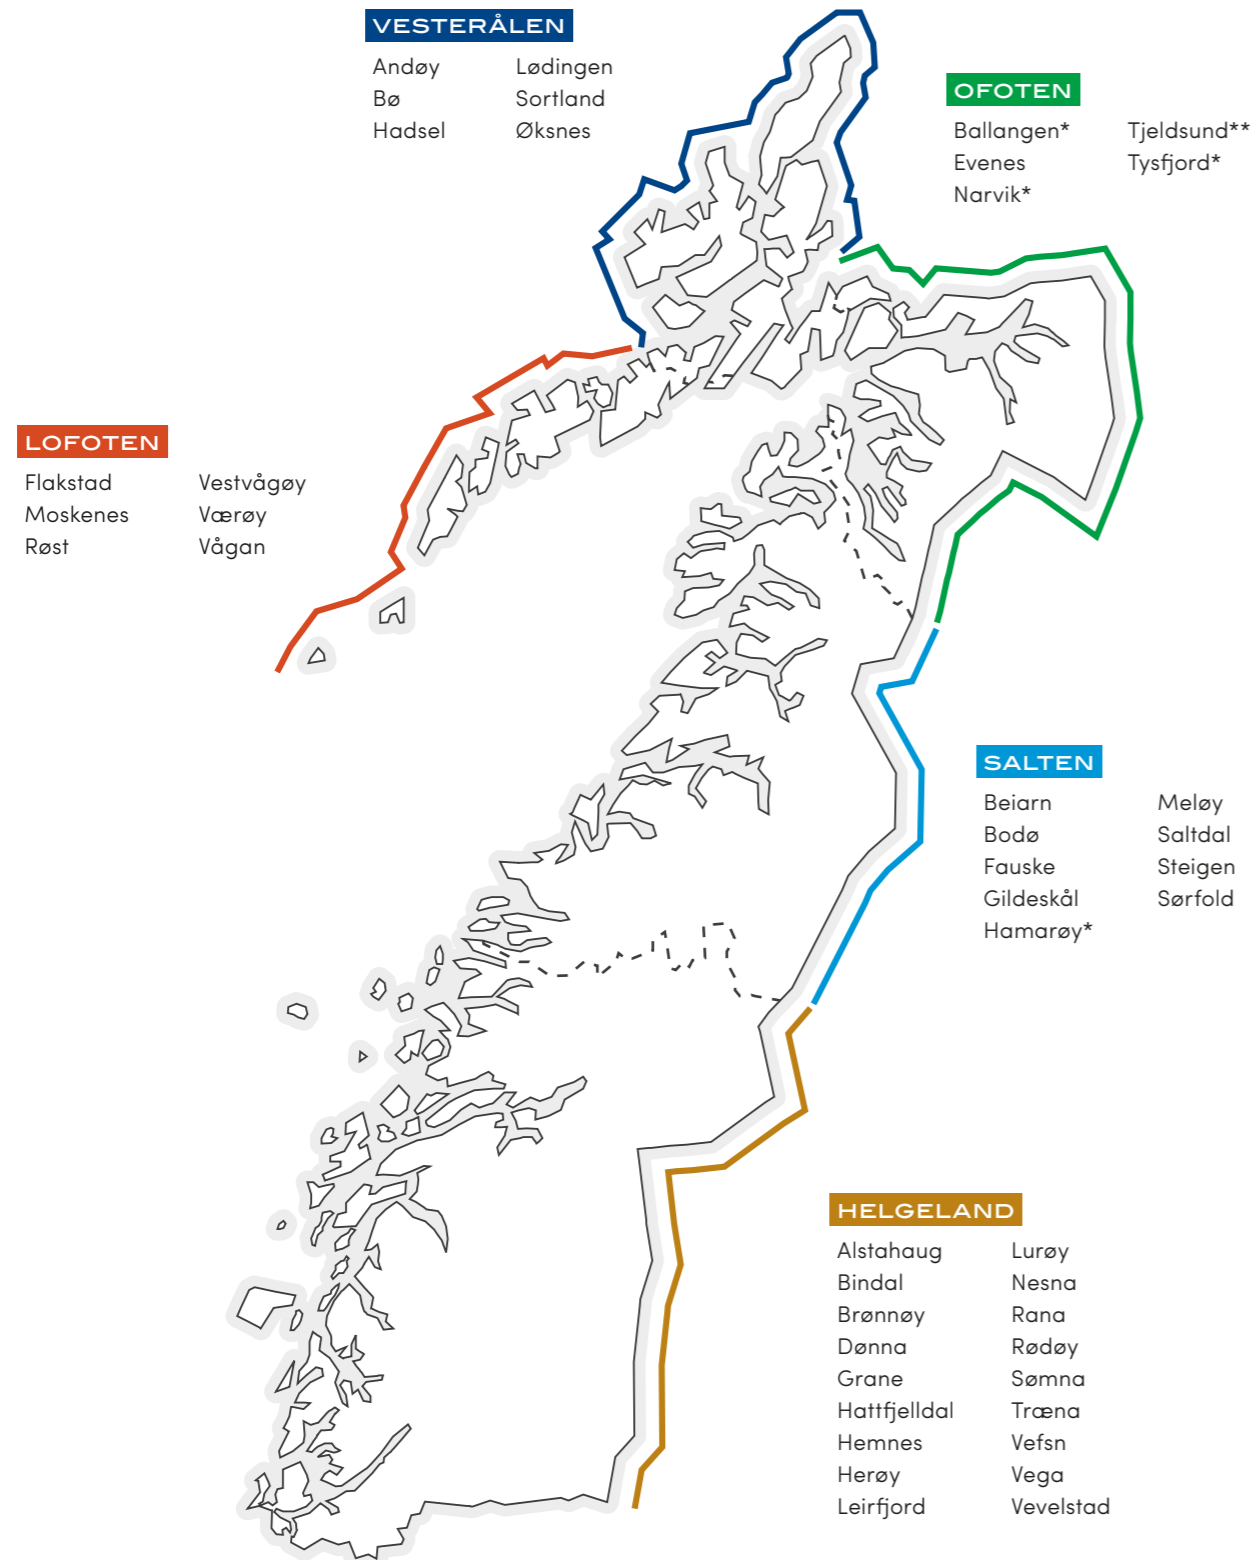 VESTERÅLEN
Andøy Lødingen
Bø Sortland
Hadsel Øksnes
OFOTEN
Ballangen* Tjeldsund**
Evenes Tysfjord*
Narvik*
LOFOTEN
Flakstad Vestvågøy
Moskenes Værøy
Røst Vågan
SALTEN
Beiarn Meløy
Bodø Saltdal
Fauske Steigen
Gildeskål Sørfold
Hamarøy*
HELGELAND
Alstahaug Lurøy
Bindal Nesna
Brønnøy Rana
Dønna Rødøy
Grane Sømna
Hattfjelldal Træna
Hemnes Vefsn
Herøy Vega
Leirfjord Vevelstad